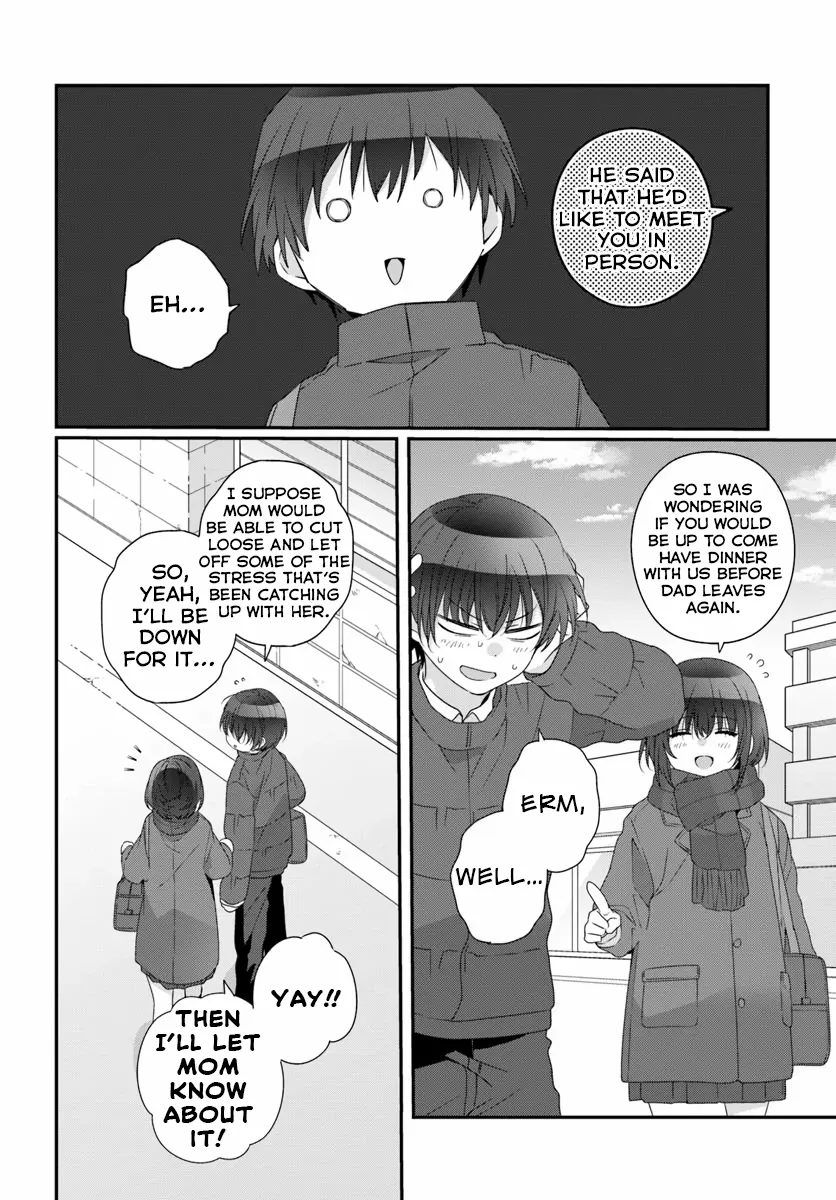 HE SAID
THAT HE'D
LIKE TO MEET
YOU IN
PERSON.
EH...
SO I WAS
WONDERING
IF YOU WOULD
BE UP TO COME
HAVE DINNER
WITH US BEFORE
DAD LEAVES
AGAIN.
ERM,
WELL...
I SUPPOSE
MOM WOULD
BE ABLE TO CUT
LOOSE AND LET
OFF SOME OF THE
STRESS THAT'S
BEEN CATCHING
UP WITH HER.
SO,
YEAH,
I'LL BE
DOWN
FOR IT...
YAY!!
THEN
I'LL LET
MOM
KNOW
ABOUT
IT!